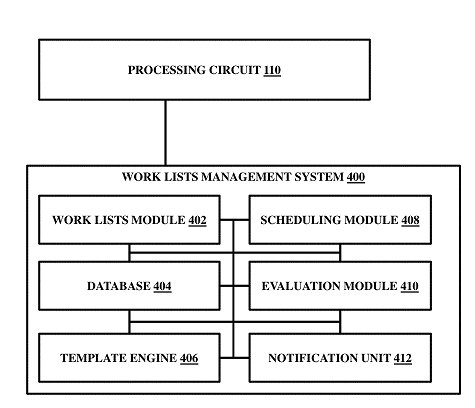 PROCESSING CIRCUIT 110
WORK LISTS MANAGEMENT SYSTEM 400
WORK LISTS MODULE 402
SCHEDULING MODULE 408
DATABASE 404
EVALUATION MODULE 410
TEMPLATE ENGINE 406
NOTIFICATION UNIT 412